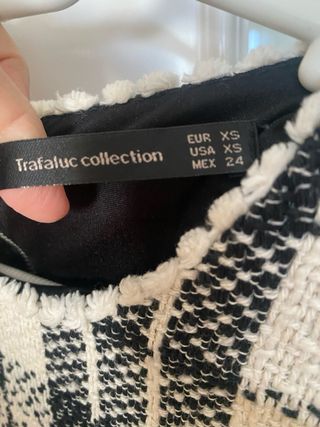 Trafaluc collection
EUR XS
USA XS
MEX 24